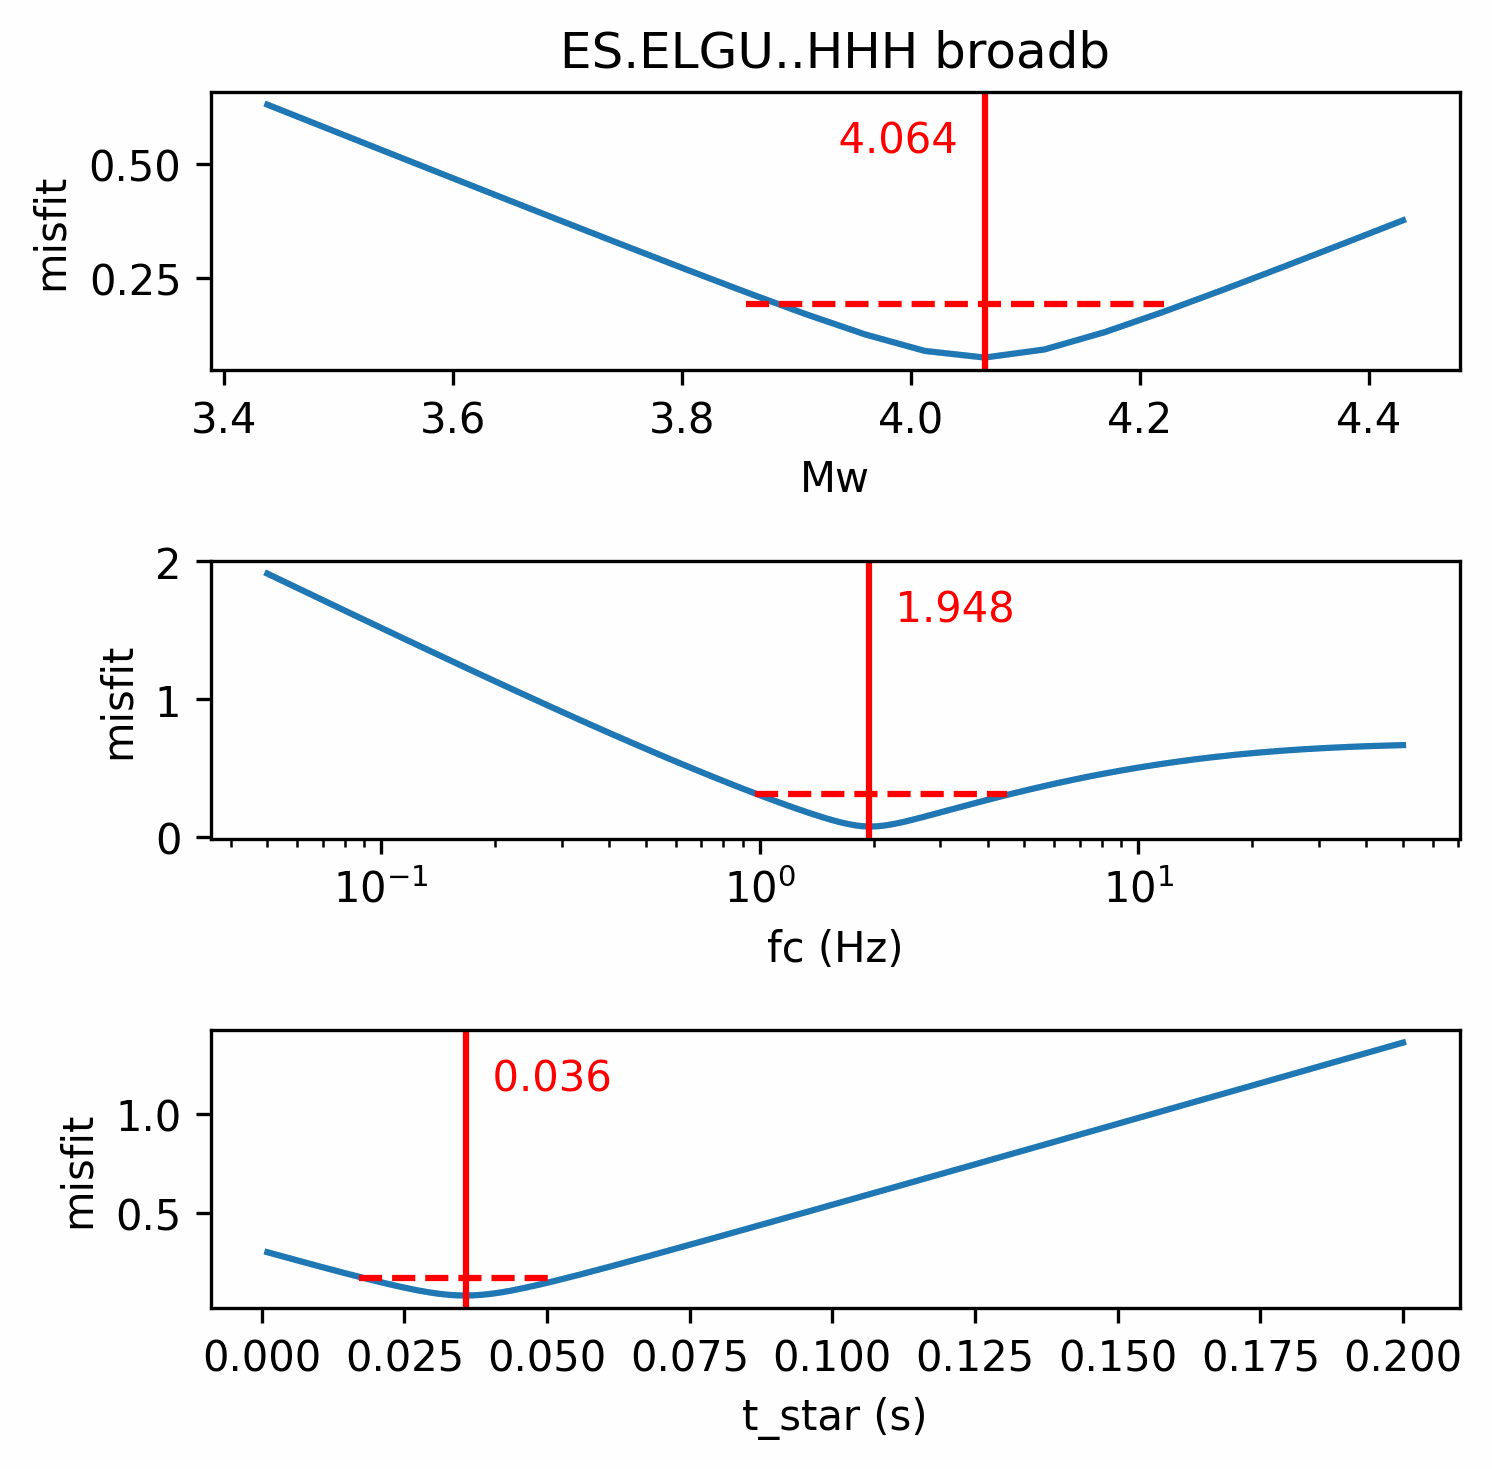 ES.ELGU..HHH broadb
4.064
misfit
0.50
0.25
3.4 3.6 3.8 4.0 4.2 4.4
Mw
1.948
misfit
2
1
0
10⁻¹ 10⁰ 10¹
fc (Hz)
0.036
misfit
1.0
0.5
0.000 0.025 0.050 0.075 0.100 0.125 0.150 0.175 0.200
t_star (s)